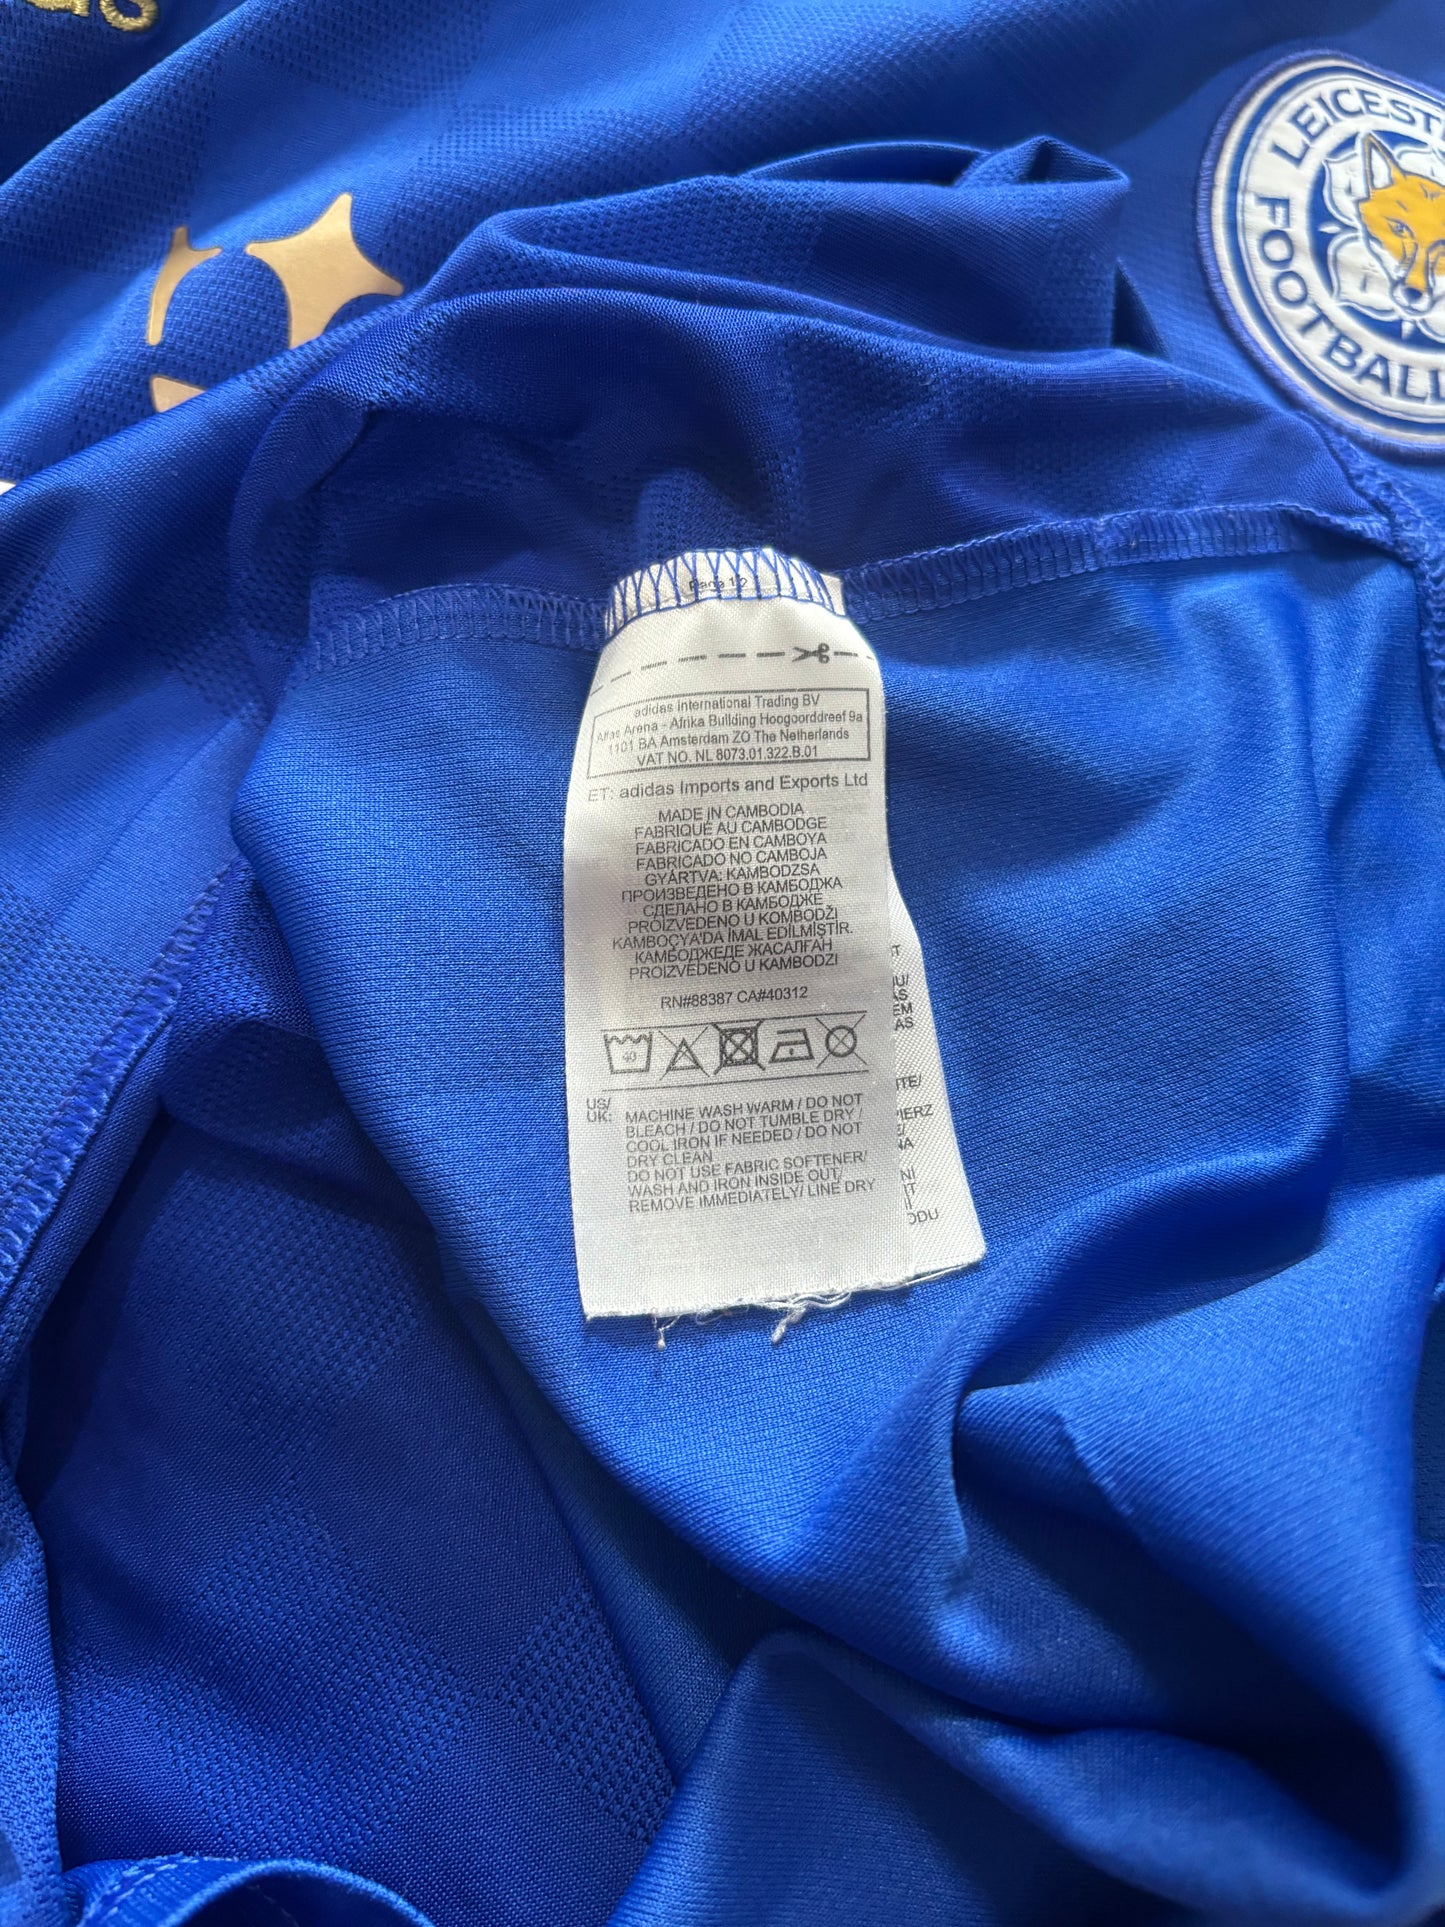 LEICEST
FOOTBALL
adidas International Trading BV
Atlas Arena - Afrika Building Hoogoorddreef 9a
1101 BA Amsterdam ZO The Netherlands
VAT NO. NL 8073.01.322.B.01
ET: adidas Imports and Exports Ltd
MADE IN CAMBODIA
FABRIQUÉ AU CAMBODGE
FABRICADO EN CAMBOYA
FABRICADO NO CAMBOJA
GYÁRTVA: KAMBODZSA
ПРОИЗВЕДЕНО В КАМБОДЖА
СДЕЛАНО В КАМБОДЖЕ
PROIZVEDENO U KOMBODŽI
KAMBOÇYA'DA İMAL EDİLMİŞTİR.
КАМБОДЖЕДЕ ЖАСАЛҒАН
PROIZVEDENO U KAMBODZI
RN#88387 CA#40312
40
US/
UK:
MACHINE WASH WARM / DO NOT
BLEACH / DO NOT TUMBLE DRY /
COOL IRON IF NEEDED / DO NOT
DRY CLEAN
DO NOT USE FABRIC SOFTENER/
WASH AND IRON INSIDE OUT/
REMOVE IMMEDIATELY/ LINE DRY